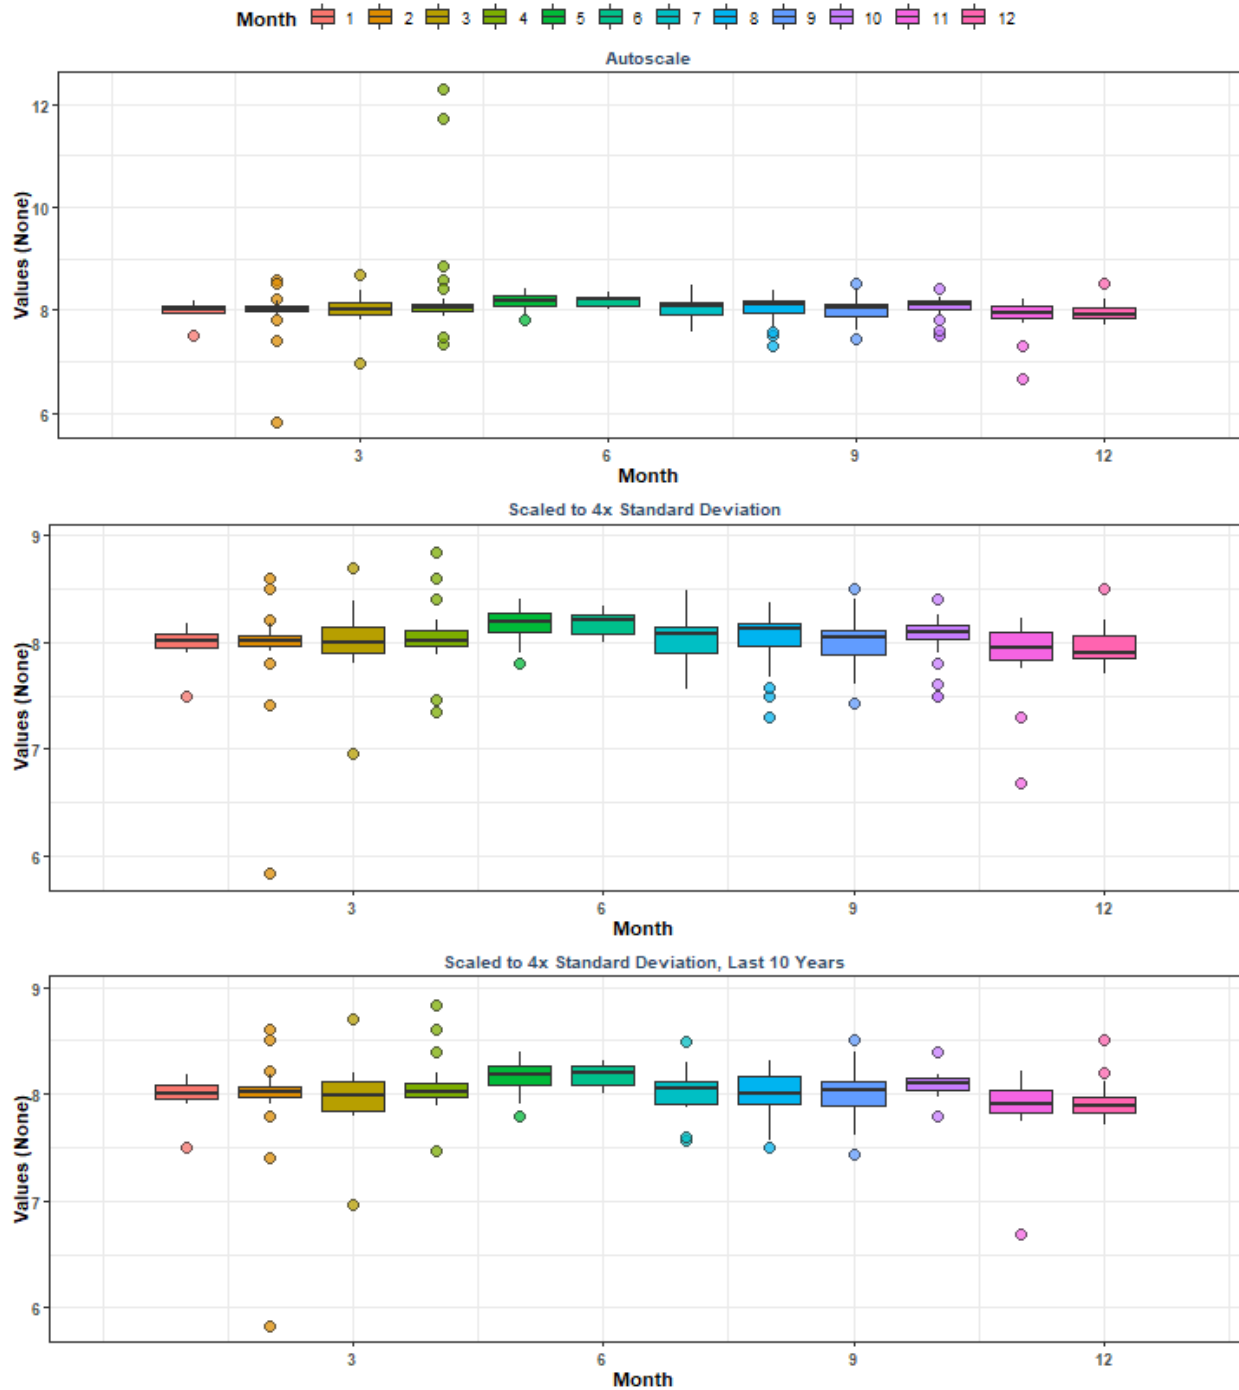 Month 1 2 3 4 5 6 7 8 9 10 11 12
Autoscale
Values (None)
12
10
8
6
3 6 9 12
Month
Scaled to 4x Standard Deviation
Values (None)
9
8
7
6
3 6 9 12
Month
Scaled to 4x Standard Deviation, Last 10 Years
Values (None)
9
8
7
6
3 6 9 12
Month